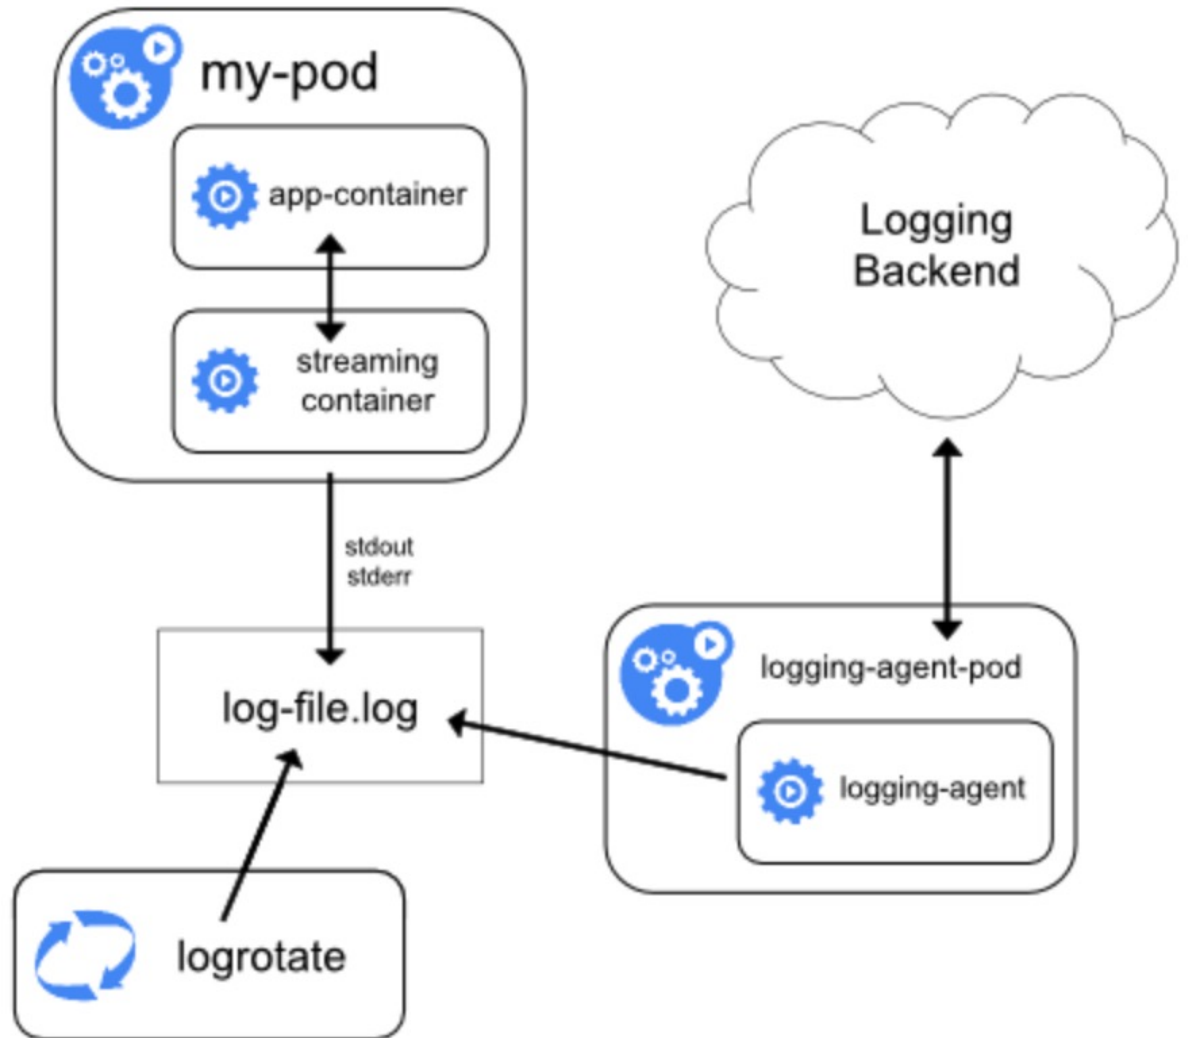 my-pod
app-container
streaming
container
stdout
stderr
log-file.log
logrotate
Logging
Backend
logging-agent-pod
logging-agent